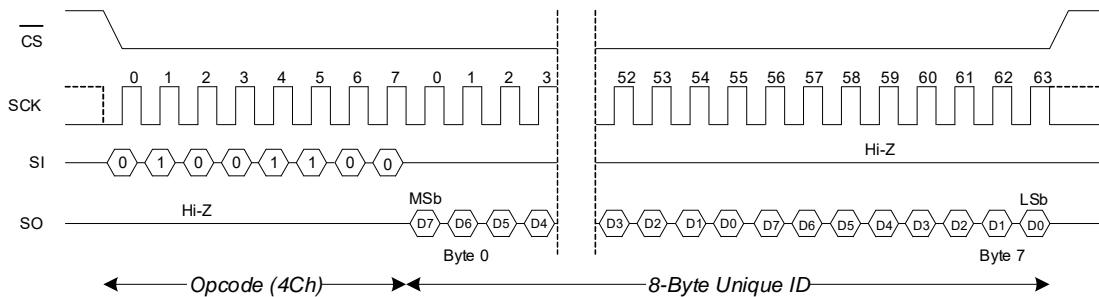 CS
0 1 2 3 4 5 6 7 0 1 2 3 52 53 54 55 56 57 58 59 60 61 62 63
SCK
Hi-Z
SI 0 1 0 0 1 1 0 0
MSb LSb
Hi-Z
SO D7 D6 D5 D4 D3 D2 D1 D0 D7 D6 D5 D4 D3 D2 D1 D0
Byte 0 Byte 7
Opcode (4Ch) 8-Byte Unique ID